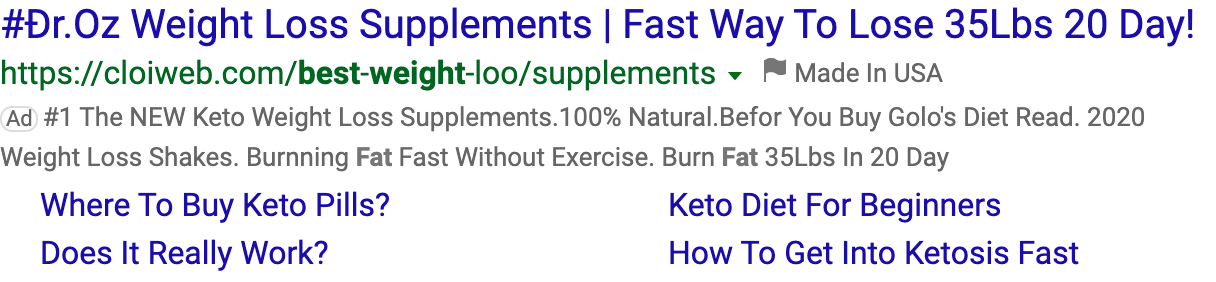 #Đr.Oz Weight Loss Supplements | Fast Way To Lose 35Lbs 20 Day!
https://cloiweb.com/best-weight-loo/supplements Made In USA
Ad #1 The NEW Keto Weight Loss Supplements.100% Natural.Befor You Buy Golo's Diet Read. 2020
Weight Loss Shakes. Burnning Fat Fast Without Exercise. Burn Fat 35Lbs In 20 Day
Where To Buy Keto Pills? Keto Diet For Beginners
Does It Really Work? How To Get Into Ketosis Fast